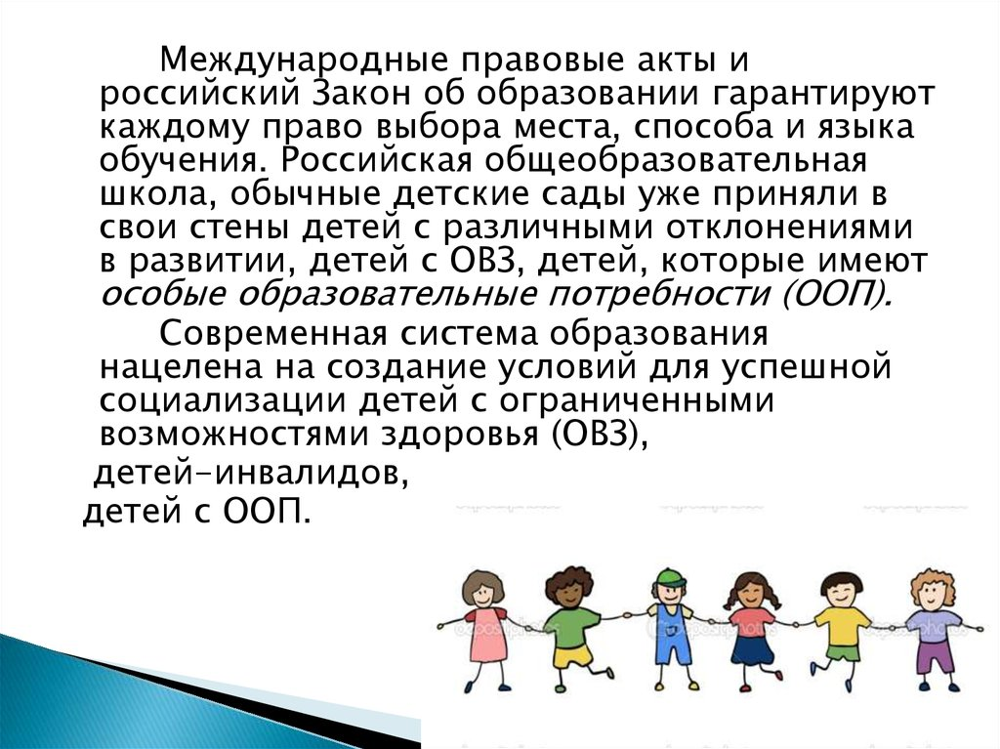 Международные правовые акты и
российский Закон об образовании гарантируют
каждому право выбора места, способа и языка
обучения. Российская общеобразовательная
школа, обычные детские сады уже приняли в
свои стены детей с различными отклонениями
в развитии, детей с ОВЗ, детей, которые имеют
особые образовательные потребности (ООП).
Современная система образования
нацелена на создание условий для успешной
социализации детей с ограниченными
возможностями здоровья (ОВЗ),
детей-инвалидов,
детей с ООП.
depositphotos depositphotos depositphotos